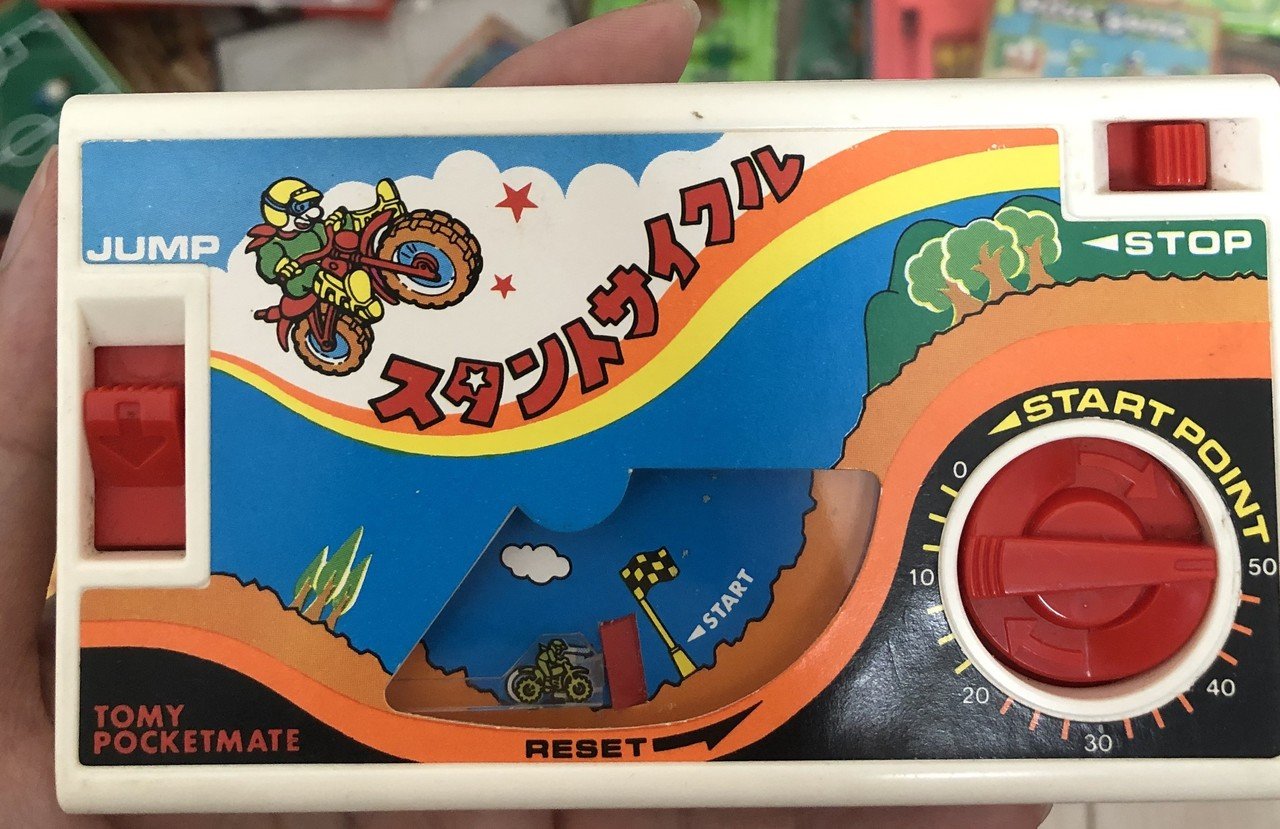 JUMP
スタントサイクル
STOP
START POINT
0
10
20
30
40
50
START
TOMY
POCKETMATE
RESET